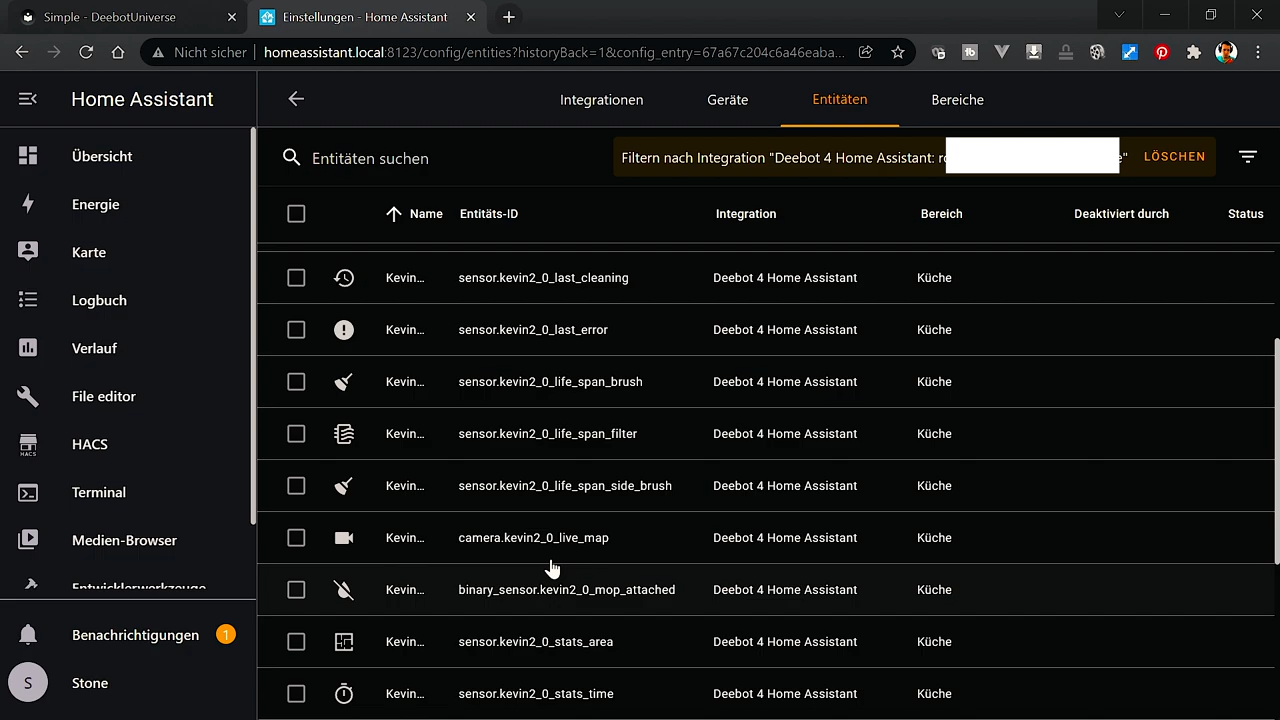 Simple - DeebotUniverse
Einstellungen - Home Assistant
Nicht sicher
homeassistant.local:8123/config/entities?historyBack=1&config_entry=67a67c204c6a46eaba...
Home Assistant
Integrationen
Geräte
Entitäten
Bereiche
Übersicht
Energie
Karte
Logbuch
Verlauf
File editor
HACS
HACS
Terminal
Medien-Browser
Entwicklerwerkzeuge
Benachrichtigungen 1
S Stone
Entitäten suchen
Filtern nach Integration "Deebot 4 Home Assistant: " LÖSCHEN
Name Entitäts-ID Integration Bereich Deaktiviert durch Status
Kevin... sensor.kevin2_0_last_cleaning Deebot 4 Home Assistant Küche
Kevin... sensor.kevin2_0_last_error Deebot 4 Home Assistant Küche
Kevin... sensor.kevin2_0_life_span_brush Deebot 4 Home Assistant Küche
Kevin... sensor.kevin2_0_life_span_filter Deebot 4 Home Assistant Küche
Kevin... sensor.kevin2_0_life_span_side_brush Deebot 4 Home Assistant Küche
Kevin... camera.kevin2_0_live_map Deebot 4 Home Assistant Küche
Kevin... binary_sensor.kevin2_0_mop_attached Deebot 4 Home Assistant Küche
Kevin... sensor.kevin2_0_stats_area Deebot 4 Home Assistant Küche
Kevin... sensor.kevin2_0_stats_time Deebot 4 Home Assistant Küche